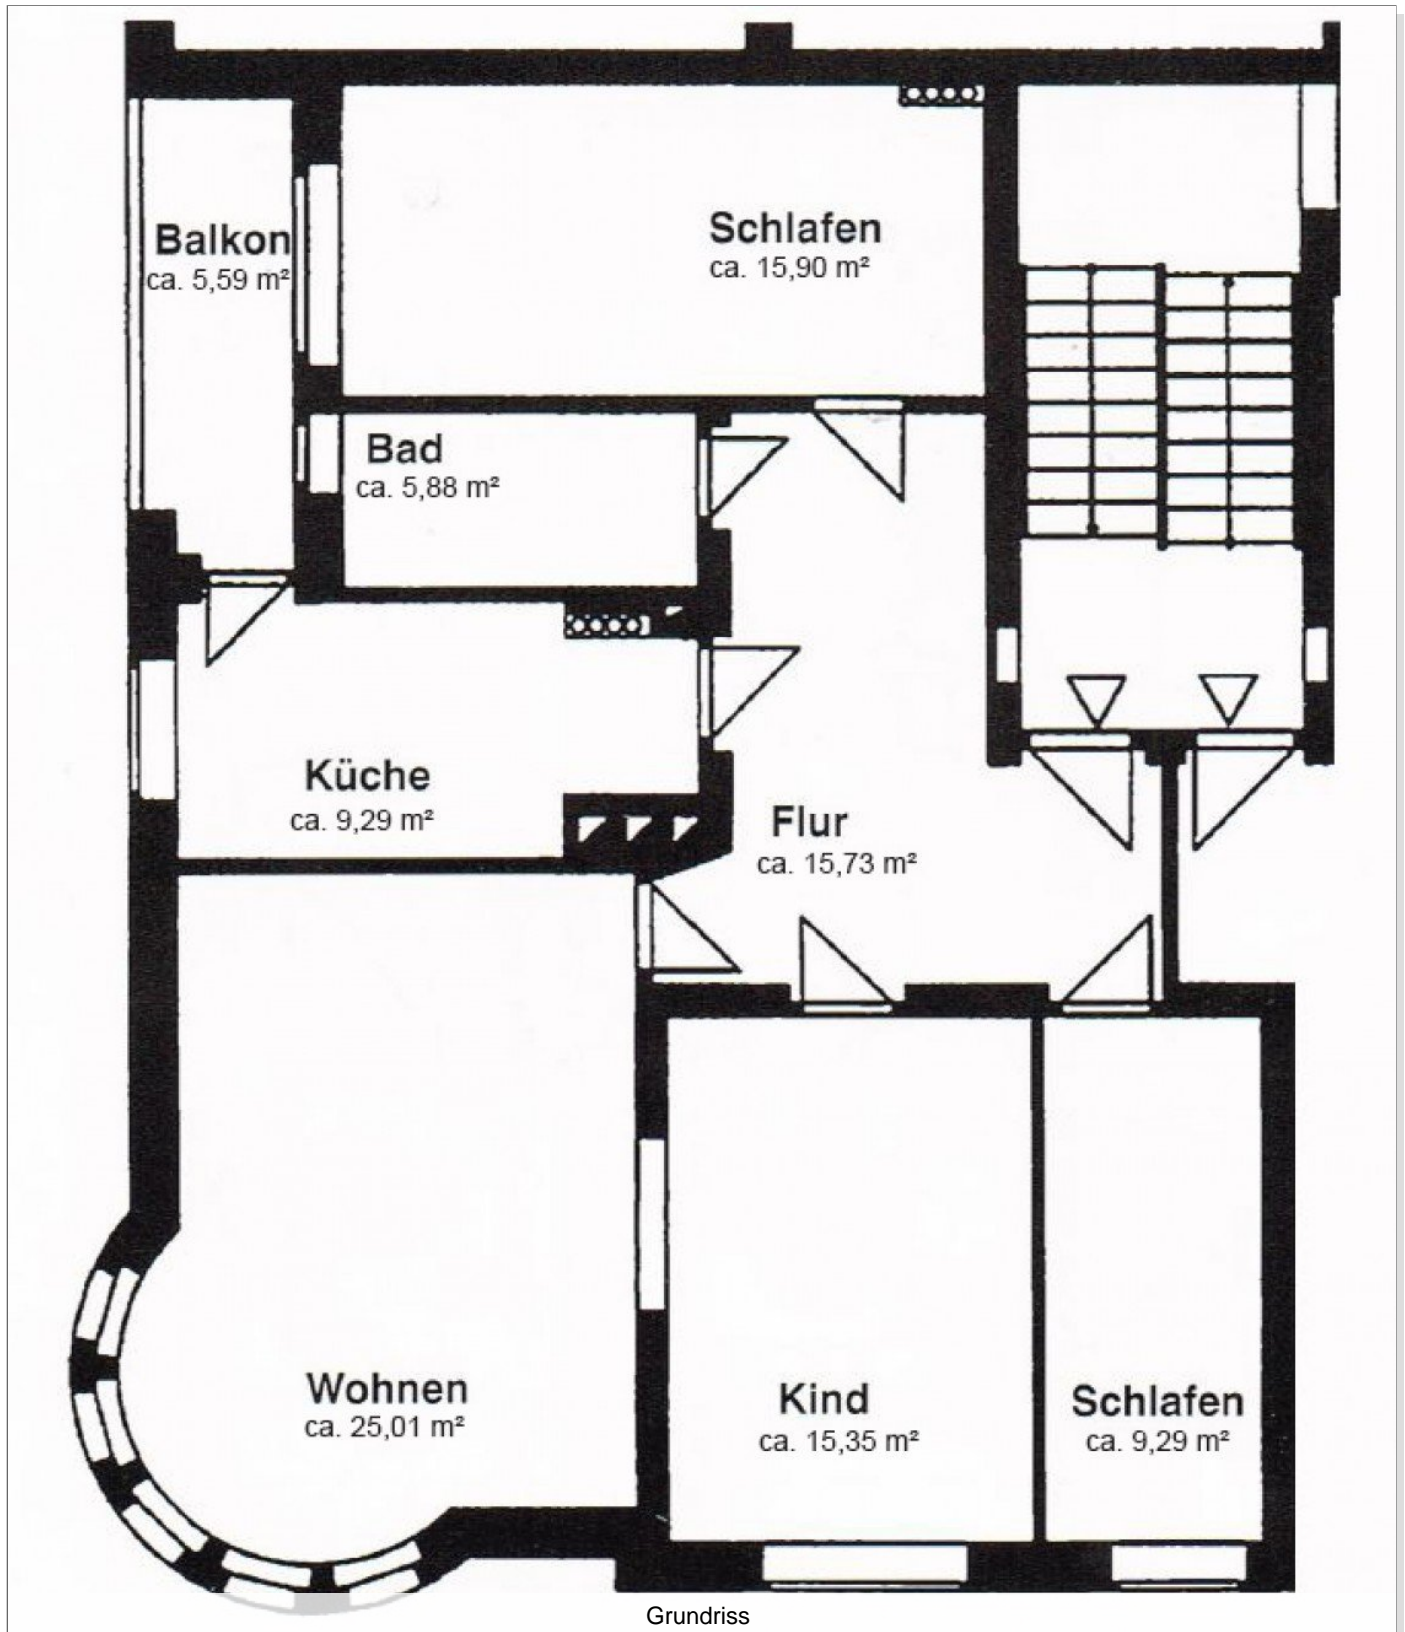 Balkon
ca. 5,59 m²
Schlafen
ca. 15,90 m²
Bad
ca. 5,88 m²
Küche
ca. 9,29 m²
Flur
ca. 15,73 m²
Wohnen
ca. 25,01 m²
Kind
ca. 15,35 m²
Schlafen
ca. 9,29 m²
Grundriss